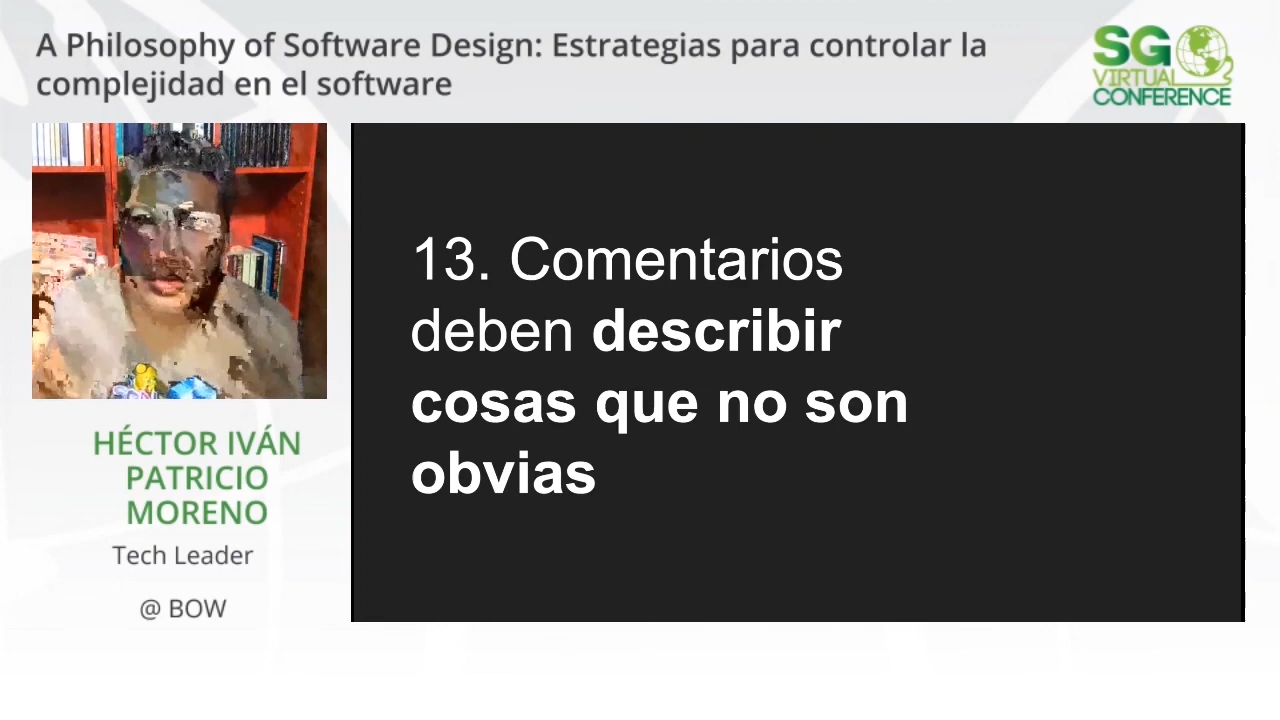 A Philosophy of Software Design: Estrategias para controlar la
complejidad en el software
SG
VIRTUAL
CONFERENCE
13. Comentarios
deben describir
cosas que no son
obvias
HÉCTOR IVÁN
PATRICIO
MORENO
Tech Leader
@ BOW